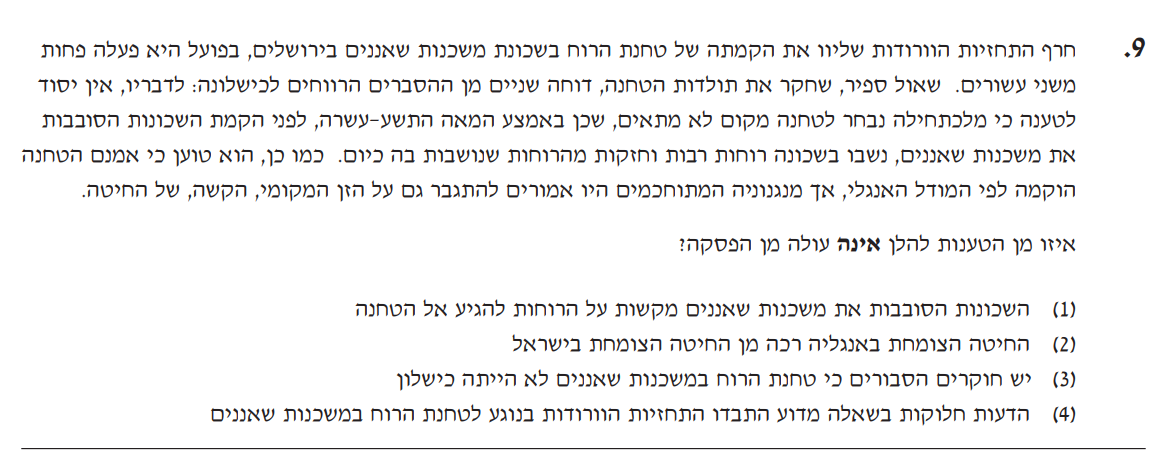 9. חרף התחזיות הוורודות שליוו את הקמתה של טחנת הרוח בשכונת משכנות שאננים בירושלים, בפועל היא פעלה פחות
משני עשורים. שאול ספיר, שחקר את תולדות הטחנה, דוחה שניים מן ההסברים הרווחים לכישלונה: לדבריו, אין יסוד
לטענה כי מלכתחילה נבחר לטחנה מקום לא מתאים, שכן באמצע המאה התשע-עשרה, לפני הקמת השכונות הסובבות
את משכנות שאננים, נשבו בשכונה רוחות רבות וחזקות מהרוחות שנושבות בה כיום. כמו כן, הוא טוען כי אמנם הטחנה
הוקמה לפי המודל האנגלי, אך מנגנוניה המתוחכמים היו אמורים להתגבר גם על הזן המקומי, הקשה, של החיטה.
איזו מן הטענות להלן אינה עולה מן הפסקה?
(1) השכונות הסובבות את משכנות שאננים מקשות על הרוחות להגיע אל הטחנה
(2) החיטה הצומחת באנגליה רכה מן החיטה הצומחת בישראל
(3) יש חוקרים הסבורים כי טחנת הרוח במשכנות שאננים לא הייתה כישלון
(4) הדעות חלוקות בשאלה מדוע התבדו התחזיות הוורודות בנוגע לטחנת הרוח במשכנות שאננים